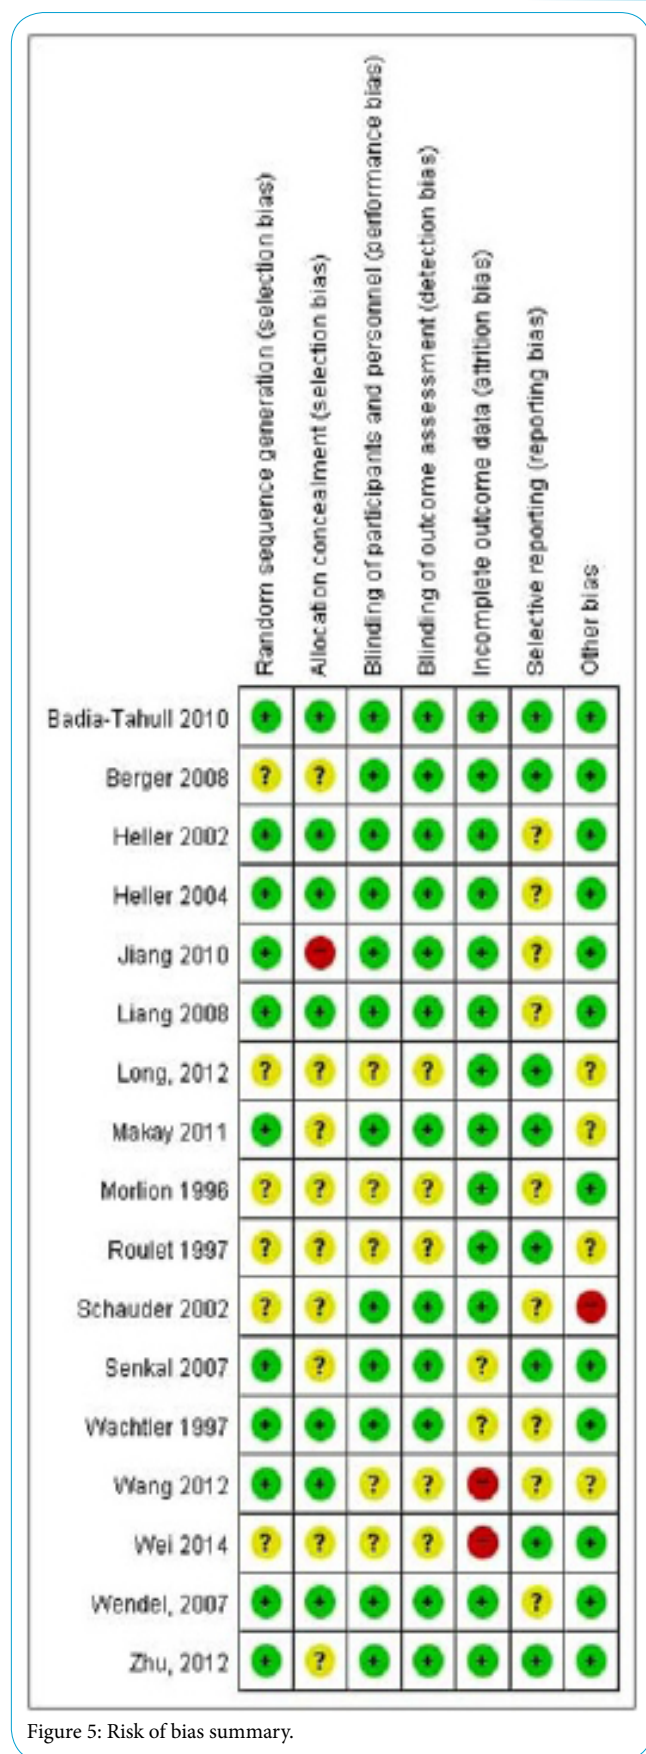 Random sequence generation (selection bias)
Allocation concealment (selection bias)
Blinding of participants and personnel (performance bias)
Blinding of outcome assessment (detection bias)
Incomplete outcome data (attrition bias)
Selective reporting (reporting bias)
Other bias
Badia-Tahull 2010 + + + + + + +
Berger 2008 ? ? + + + + +
Heller 2002 + + + + + ? +
Heller 2004 + + + + + ? +
Jiang 2010 + - + + + ? +
Liang 2008 + + + + + ? +
Long, 2012 ? ? ? ? + + ?
Makay 2011 + ? + + + + ?
Morlion 1996 ? ? ? ? + ? +
Roulet 1997 ? ? ? ? + + ?
Schauder 2002 ? ? + + + ? -
Senkal 2007 + ? + + ? + +
Wachtler 1997 + + + + ? ? +
Wang 2012 + + ? ? - ? ?
Wei 2014 ? ? ? ? - + +
Wendel, 2007 + + + + + ? +
Zhu, 2012 + ? + + + + +
Figure 5: Risk of bias summary.